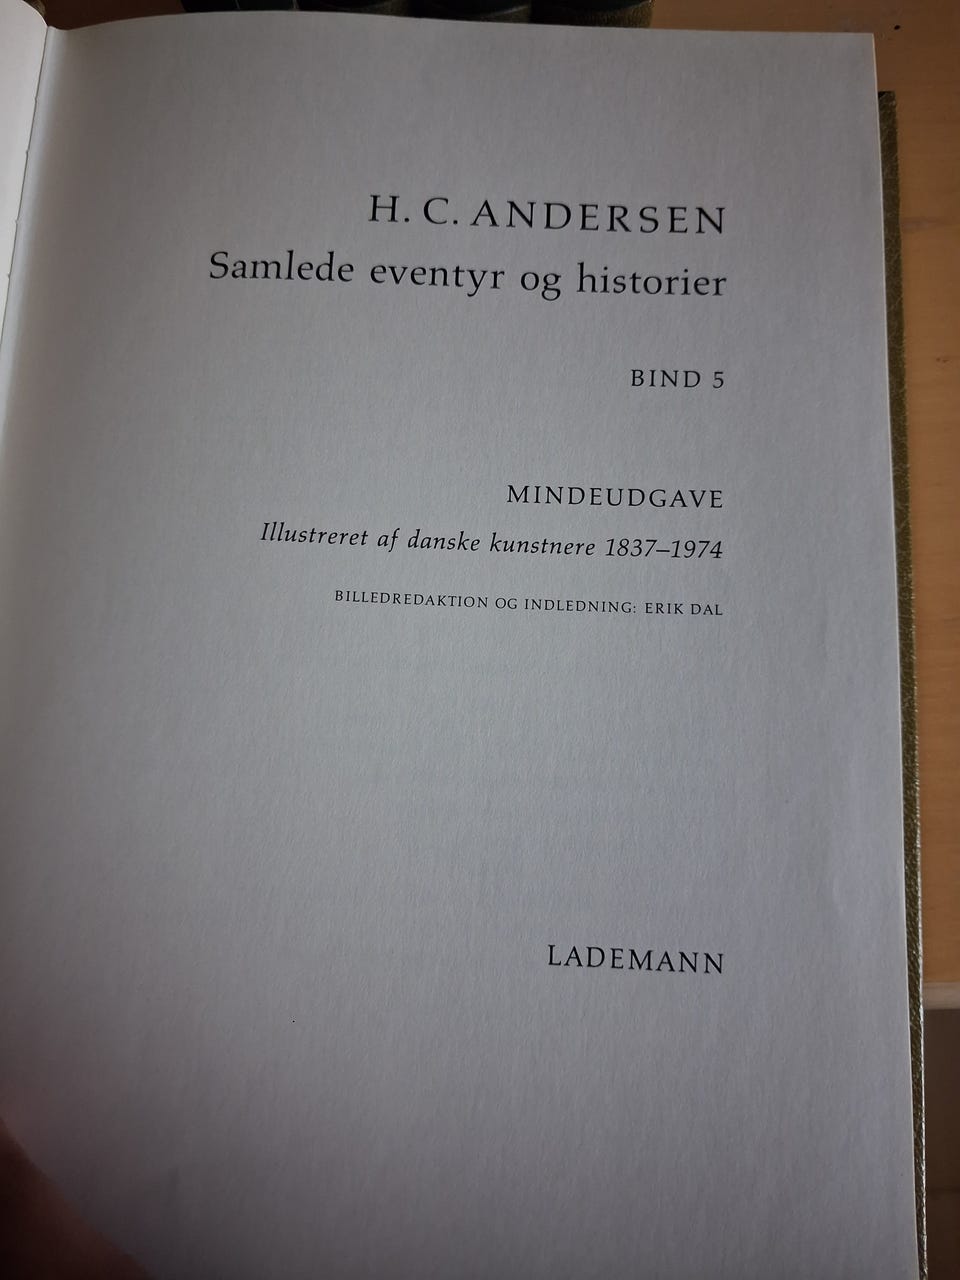 H. C. ANDERSEN
Samlede eventyr og historier
BIND 5
MINDEUDGAVE
Illustreret af danske kunstnere 1837–1974
BILLEDREDAKTION OG INDLEDNING: ERIK DAL
LADEMANN